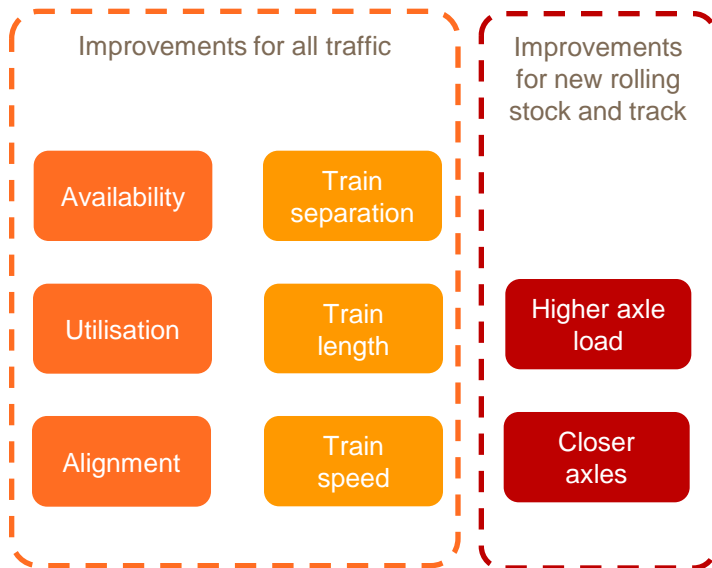 Improvements for all traffic
Availability
Train
separation
Utilisation
Train
length
Alignment
Train
speed
Improvements
for new rolling
stock and track
Higher axle
load
Closer
axles